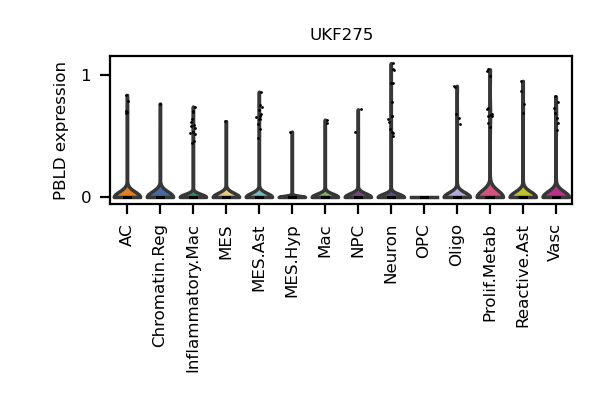 UKF275
PBLD expression
1
0
AC
Chromatin.Reg
Inflammatory.Mac
MES
MES.Ast
MES.Hyp
Mac
NPC
Neuron
OPC
Oligo
Prolif.Metab
Reactive.Ast
Vasc